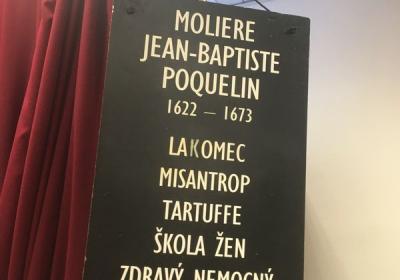 MOLIERE
JEAN-BAPTISTE
POQUELIN
1622 – 1673
LAKOMEC
MISANTROP
TARTUFFE
ŠKOLA ŽEN
ZDRAVÝ NEMOCNÝ